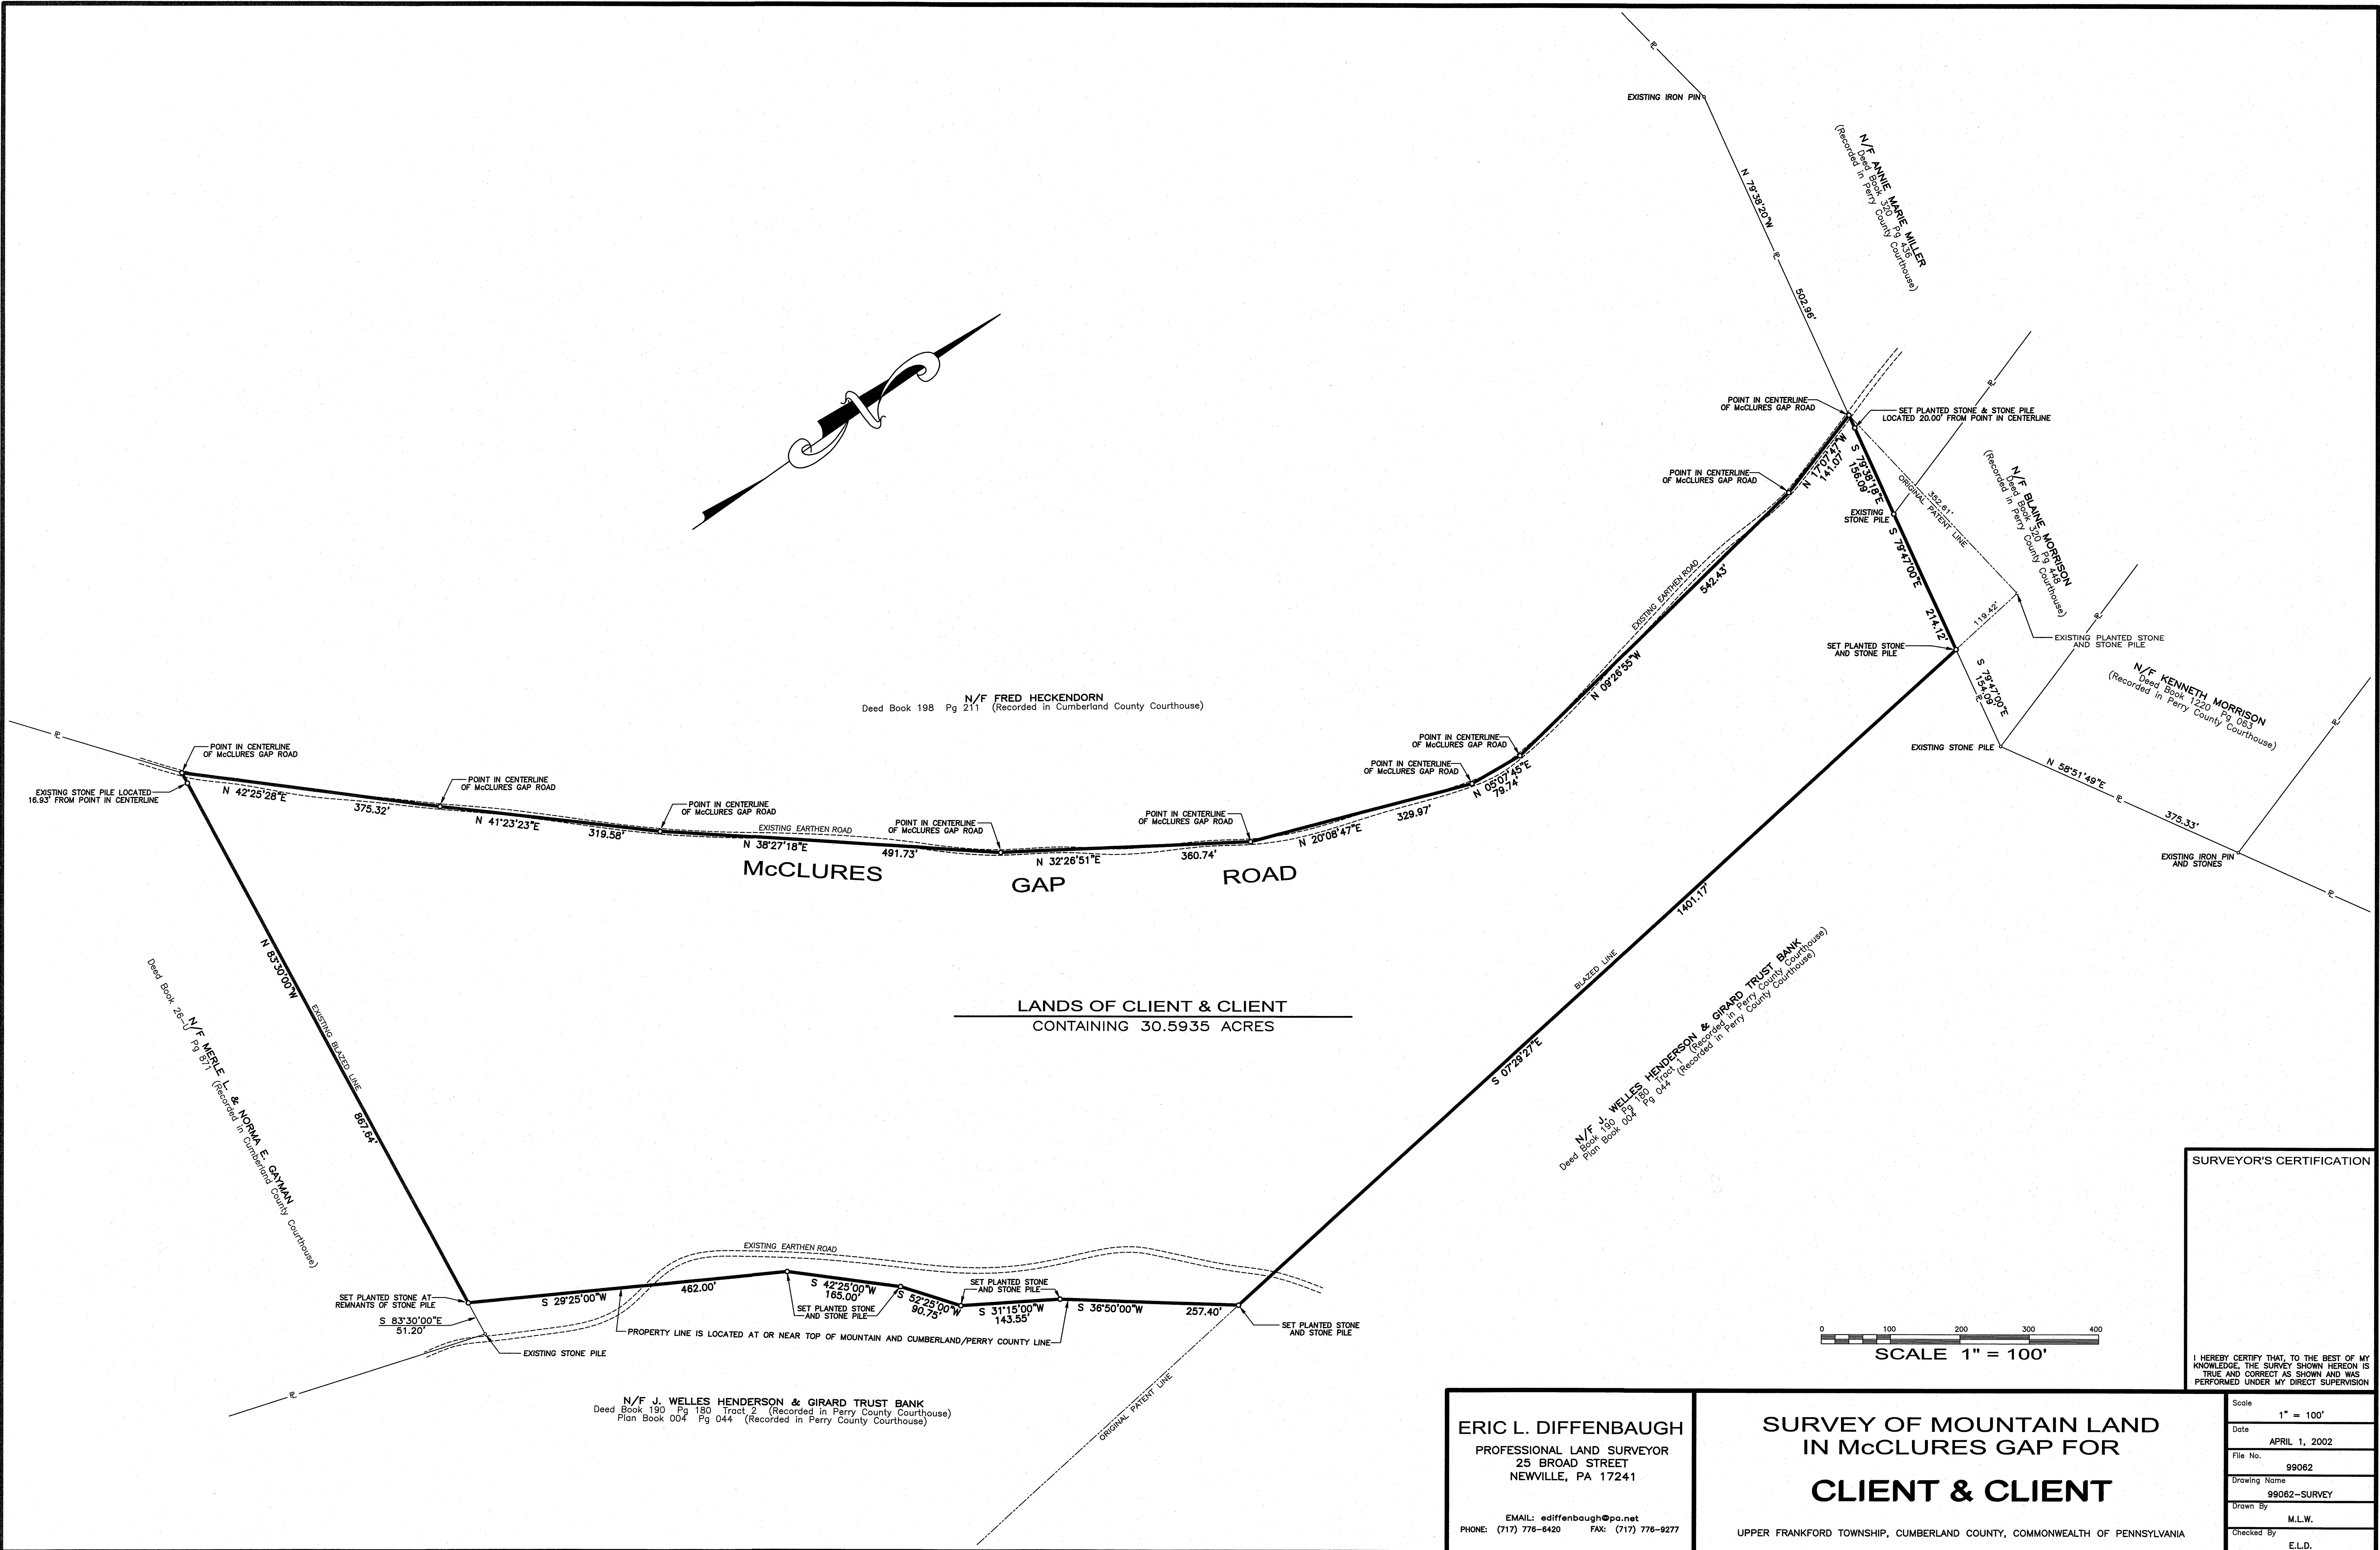 EXISTING IRON PIN
N 79°38'20"W
502.96'
N/F ANNIE MARIE MILLER
Deed Book 320 Pg 436
(Recorded in Perry County Courthouse)
N
POINT IN CENTERLINE
OF McCLURES GAP ROAD
SET PLANTED STONE & STONE PILE
LOCATED 20.00' FROM POINT IN CENTERLINE
POINT IN CENTERLINE
OF McCLURES GAP ROAD
N 17°07'47"W
141.07'
S 79°38'18"E
156.09'
352.61'
ORIGINAL PATENT LINE
N/F BLAINE MORRISON
Deed Book 320 Pg 448
(Recorded in Perry County Courthouse)
EXISTING
STONE PILE
S 79°47'00"E
214.12'
119.42'
EXISTING PLANTED STONE
AND STONE PILE
SET PLANTED STONE
AND STONE PILE
S 79°47'00"E
154.09'
N/F KENNETH MORRISON
Deed Book 1220 Pg 063
(Recorded in Perry County Courthouse)
EXISTING STONE PILE
N 58°51'49"E
375.33'
EXISTING IRON PIN
AND STONES
EXISTING EARTHEN ROAD
542.43'
N 09°26'55"W
N/F FRED HECKENDORN
Deed Book 198 Pg 211 (Recorded in Cumberland County Courthouse)
POINT IN CENTERLINE
OF McCLURES GAP ROAD
POINT IN CENTERLINE
OF McCLURES GAP ROAD
N 05°07'45"E
79.74'
POINT IN CENTERLINE
OF McCLURES GAP ROAD
EXISTING STONE PILE LOCATED
16.93' FROM POINT IN CENTERLINE
N 42°25'28"E
375.32'
POINT IN CENTERLINE
OF McCLURES GAP ROAD
N 41°23'23"E
319.58'
POINT IN CENTERLINE
OF McCLURES GAP ROAD
EXISTING EARTHEN ROAD
N 38°27'18"E
491.73'
POINT IN CENTERLINE
OF McCLURES GAP ROAD
N 32°26'51"E
360.74'
POINT IN CENTERLINE
OF McCLURES GAP ROAD
N 20°08'47"E
329.97'
McCLURES GAP ROAD
1401.17'
BLAZED LINE
S 07°29'27"E
N/F J. WELLES HENDERSON & GIRARD TRUST BANK
Deed Book 190 Pg 180 Tract 1 (Recorded in Perry County Courthouse)
Plan Book 004 Pg 044 (Recorded in Perry County Courthouse)
N 83°30'00"W
EXISTING BLAZED LINE
867.64'
N/F MERLE L. & NORMA E. GAYMAN
Deed Book 26-U Pg 871 (Recorded in Cumberland County Courthouse)
LANDS OF CLIENT & CLIENT
CONTAINING 30.5935 ACRES
EXISTING EARTHEN ROAD
SET PLANTED STONE AT
REMNANTS OF STONE PILE
S 83°30'00"E
51.20'
EXISTING STONE PILE
S 29°25'00"W
462.00'
S 42°25'00"W
165.00'
SET PLANTED STONE
AND STONE PILE
S 52°25'00"W
90.75'
SET PLANTED STONE
AND STONE PILE
S 31°15'00"W
143.55'
S 36°50'00"W
257.40'
SET PLANTED STONE
AND STONE PILE
PROPERTY LINE IS LOCATED AT OR NEAR TOP OF MOUNTAIN AND CUMBERLAND/PERRY COUNTY LINE
N/F J. WELLES HENDERSON & GIRARD TRUST BANK
Deed Book 190 Pg 180 Tract 2 (Recorded in Perry County Courthouse)
Plan Book 004 Pg 044 (Recorded in Perry County Courthouse)
ORIGINAL PATENT LINE
0 100 200 300 400
SCALE 1" = 100'
SURVEYOR'S CERTIFICATION
I HEREBY CERTIFY THAT, TO THE BEST OF MY
KNOWLEDGE, THE SURVEY SHOWN HEREON IS
TRUE AND CORRECT AS SHOWN AND WAS
PERFORMED UNDER MY DIRECT SUPERVISION
ERIC L. DIFFENBAUGH
PROFESSIONAL LAND SURVEYOR
25 BROAD STREET
NEWVILLE, PA 17241
EMAIL: ediffenbaugh@pa.net
PHONE: (717) 776-6420 FAX: (717) 776-9277
SURVEY OF MOUNTAIN LAND
IN McCLURES GAP FOR
CLIENT & CLIENT
UPPER FRANKFORD TOWNSHIP, CUMBERLAND COUNTY, COMMONWEALTH OF PENNSYLVANIA
Scale
1" = 100'
Date
APRIL 1, 2002
File No.
99062
Drawing Name
99062-SURVEY
Drawn By
M.L.W.
Checked By
E.L.D.